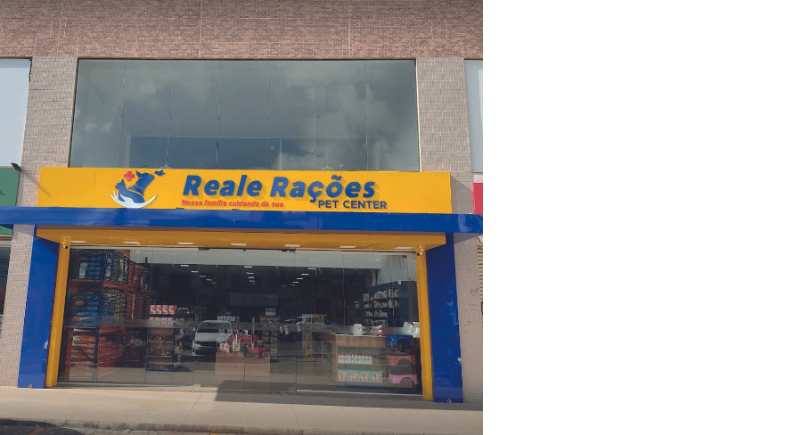 Reale Rações
Nossa família cuidando da sua
PET CENTER